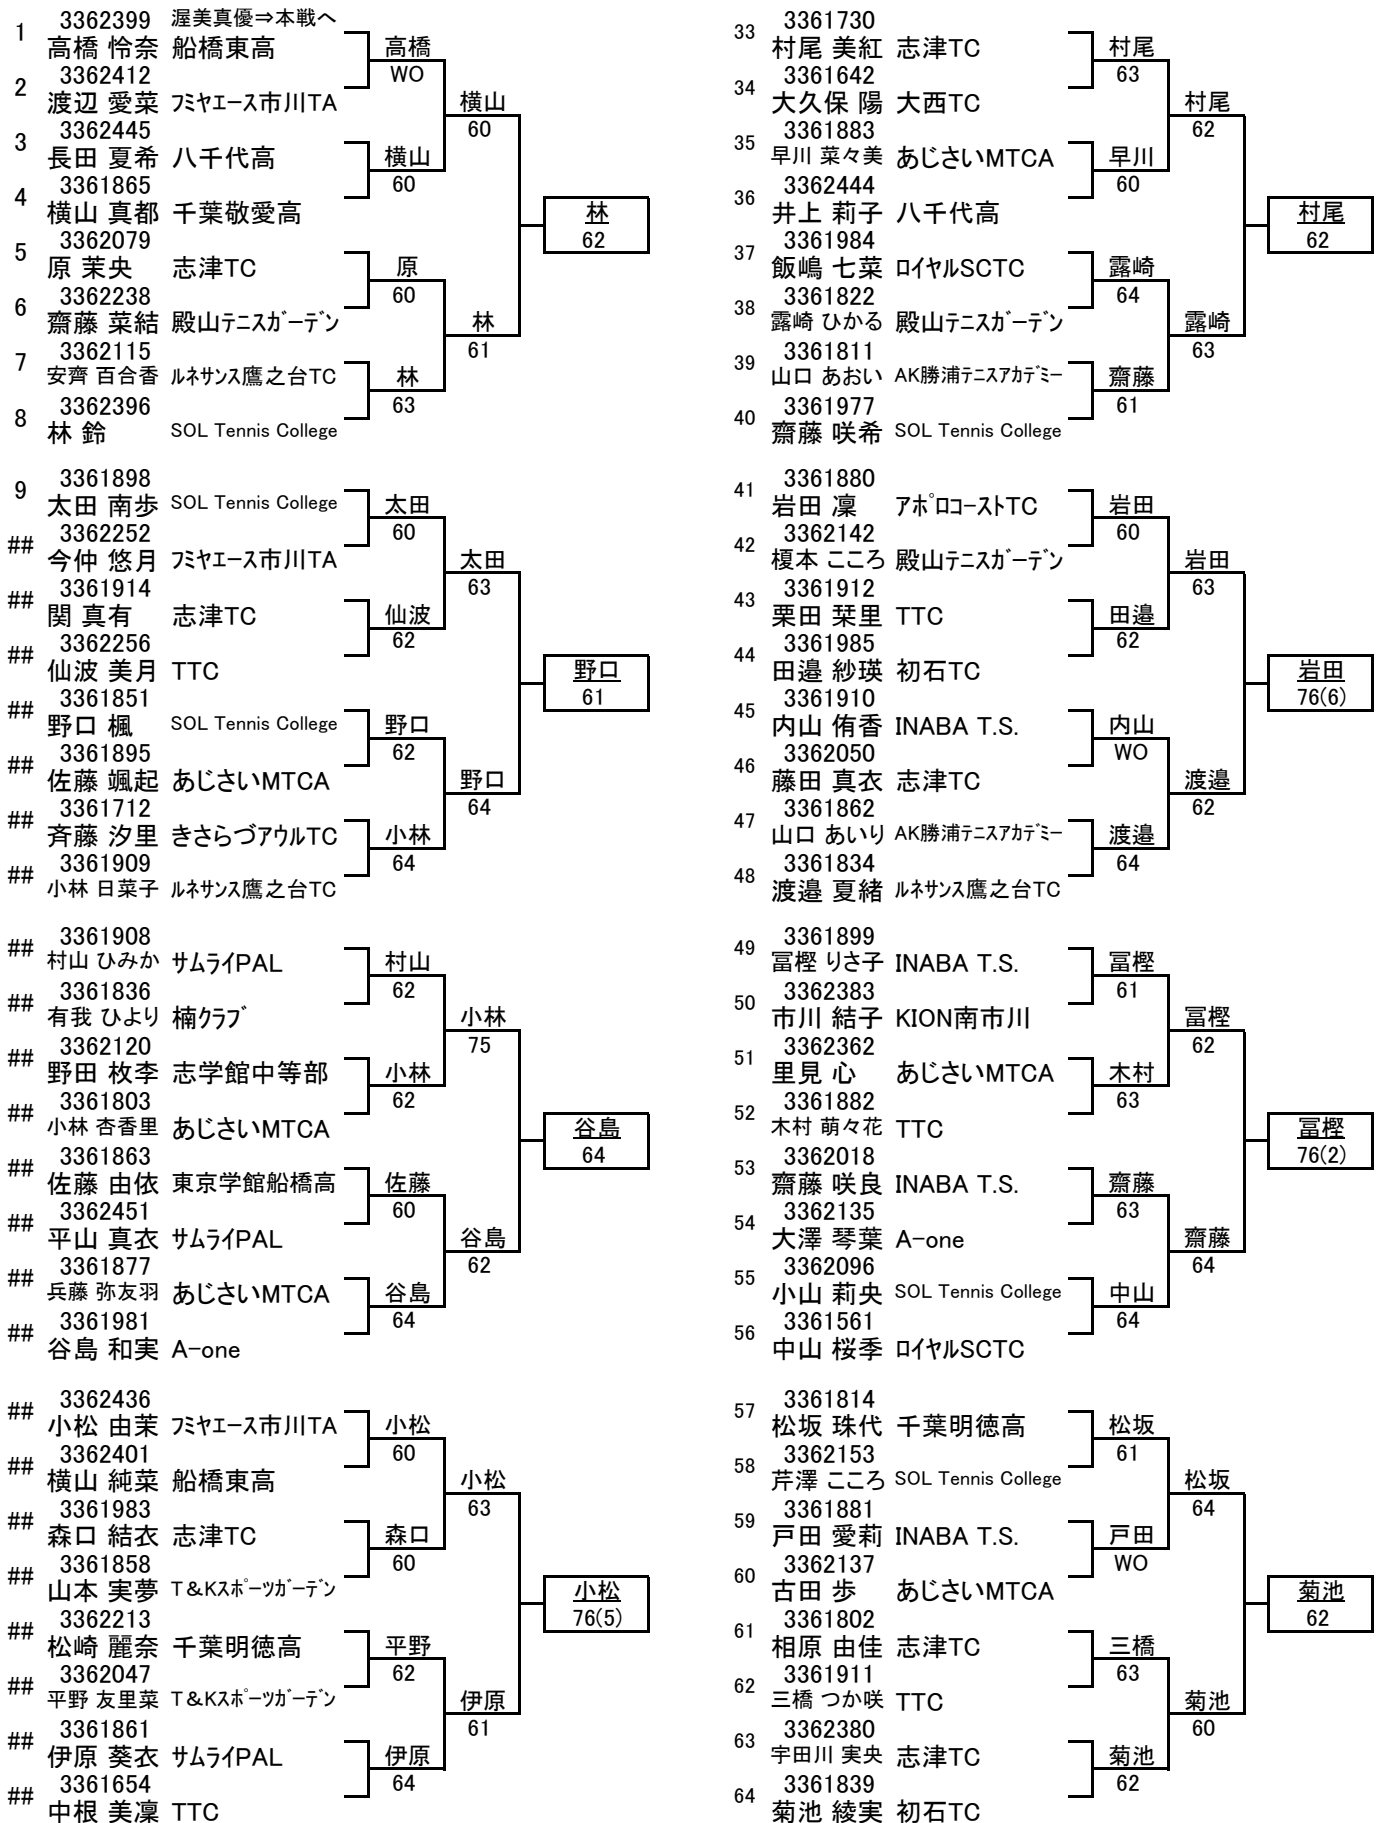 3362399 渥美真優⇒本戦へ
1 高橋 怜奈 船橋東高
高橋
WO
3362412
2 渡辺 愛菜 フミヤエース市川TA
横山
60
3362445
3 長田 夏希 八千代高
横山
60
3361865
4 横山 真都 千葉敬愛高
林
62
3362079
5 原 茉央 志津TC
原
60
3362238
6 齋藤 菜結 殿山テニスガーデン
林
61
3362115
7 安齊 百合香 ルネサンス鷹之台TC
林
63
3362396
8 林 鈴 SOL Tennis College
3361898
9 太田 南歩 SOL Tennis College
太田
60
3362252
## 今仲 悠月 フミヤエース市川TA
太田
63
3361914
## 関 真有 志津TC
仙波
62
3362256
## 仙波 美月 TTC
野口
61
3361851
## 野口 楓 SOL Tennis College
野口
62
3361895
## 佐藤 颯起 あじさいMTCA
野口
64
3361712
## 斉藤 汐里 きさらづアウルTC
小林
64
3361909
## 小林 日菜子 ルネサンス鷹之台TC
3361908
## 村山 ひみか サムライPAL
村山
62
3361836
## 有我 ひより 楠クラブ
小林
75
3362120
## 野田 枚李 志学館中等部
小林
62
3361803
## 小林 杏香里 あじさいMTCA
谷島
64
3361863
## 佐藤 由依 東京学館船橋高
佐藤
60
3362451
## 平山 真衣 サムライPAL
谷島
62
3361877
## 兵藤 弥友羽 あじさいMTCA
谷島
64
3361981
## 谷島 和実 A-one
3362436
## 小松 由茉 フミヤエース市川TA
小松
60
3362401
## 横山 純菜 船橋東高
小松
63
3361983
## 森口 結衣 志津TC
森口
60
3361858
## 山本 実夢 T&Kスポーツガーデン
小松
76(5)
3362213
## 松崎 麗奈 千葉明徳高
平野
62
3362047
## 平野 友里菜 T&Kスポーツガーデン
伊原
61
3361861
## 伊原 葵衣 サムライPAL
伊原
64
3361654
## 中根 美凜 TTC
3361730
33 村尾 美紅 志津TC
村尾
63
3361642
34 大久保 陽 大西TC
村尾
62
3361883
35 早川 菜々美 あじさいMTCA
早川
60
3362444
36 井上 莉子 八千代高
村尾
62
3361984
37 飯嶋 七菜 ロイヤルSCTC
露崎
64
3361822
38 露崎 ひかる 殿山テニスガーデン
露崎
63
3361811
39 山口 あおい AK勝浦テニスアカデミー
齋藤
61
3361977
40 齋藤 咲希 SOL Tennis College
3361880
41 岩田 凜 アポロコーストTC
岩田
60
3362142
42 榎本 こころ 殿山テニスガーデン
岩田
63
3361912
43 栗田 栞里 TTC
田邉
62
3361985
44 田邉 紗瑛 初石TC
岩田
76(6)
3361910
45 内山 侑香 INABA T.S.
内山
WO
3362050
46 藤田 真衣 志津TC
渡邉
62
3361862
47 山口 あいり AK勝浦テニスアカデミー
渡邉
64
3361834
48 渡邉 夏緒 ルネサンス鷹之台TC
3361899
49 冨樫 りさ子 INABA T.S.
冨樫
61
3362383
50 市川 結子 KION南市川
冨樫
62
3362362
51 里見 心 あじさいMTCA
木村
63
3361882
52 木村 萌々花 TTC
冨樫
76(2)
3362018
53 齋藤 咲良 INABA T.S.
齋藤
63
3362135
54 大澤 琴葉 A-one
齋藤
64
3362096
55 小山 莉央 SOL Tennis College
中山
64
3361561
56 中山 桜季 ロイヤルSCTC
3361814
57 松坂 珠代 千葉明徳高
松坂
61
3362153
58 芹澤 こころ SOL Tennis College
松坂
64
3361881
59 戸田 愛莉 INABA T.S.
戸田
WO
3362137
60 古田 歩 あじさいMTCA
菊池
62
3361802
61 相原 由佳 志津TC
三橋
63
3361911
62 三橋 つか咲 TTC
菊池
60
3362380
63 宇田川 実央 志津TC
菊池
62
3361839
64 菊池 綾実 初石TC